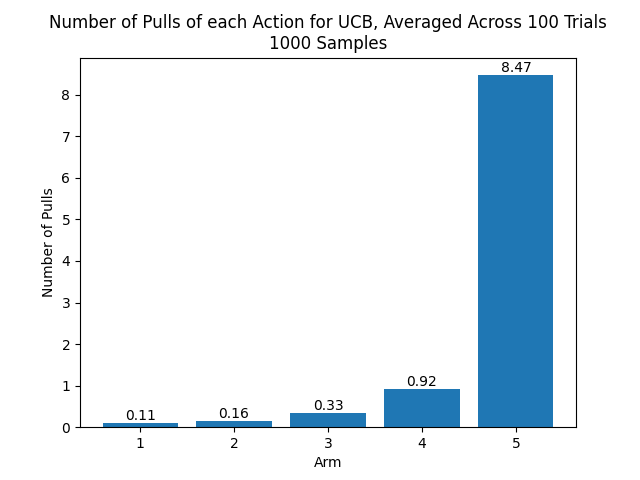 Number of Pulls of each Action for UCB, Averaged Across 100 Trials
1000 Samples
8.47
8
7
6
5
4
3
2
1
0
Number of Pulls
0.11
0.16
0.33
0.92
1 2 3 4 5
Arm